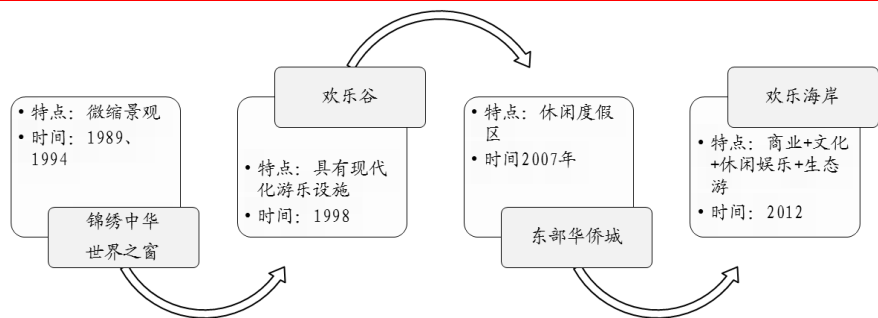 • 特点：微缩景观
• 时间：1989、
1994
锦绣中华
世界之窗
欢乐谷
• 特点：具有现代
化游乐设施
• 时间：1998
• 特点：休闲度假
区
• 时间2007年
东部华侨城
欢乐海岸
• 特点：商业+文化
+休闲娱乐+生态
游
• 时间：2012